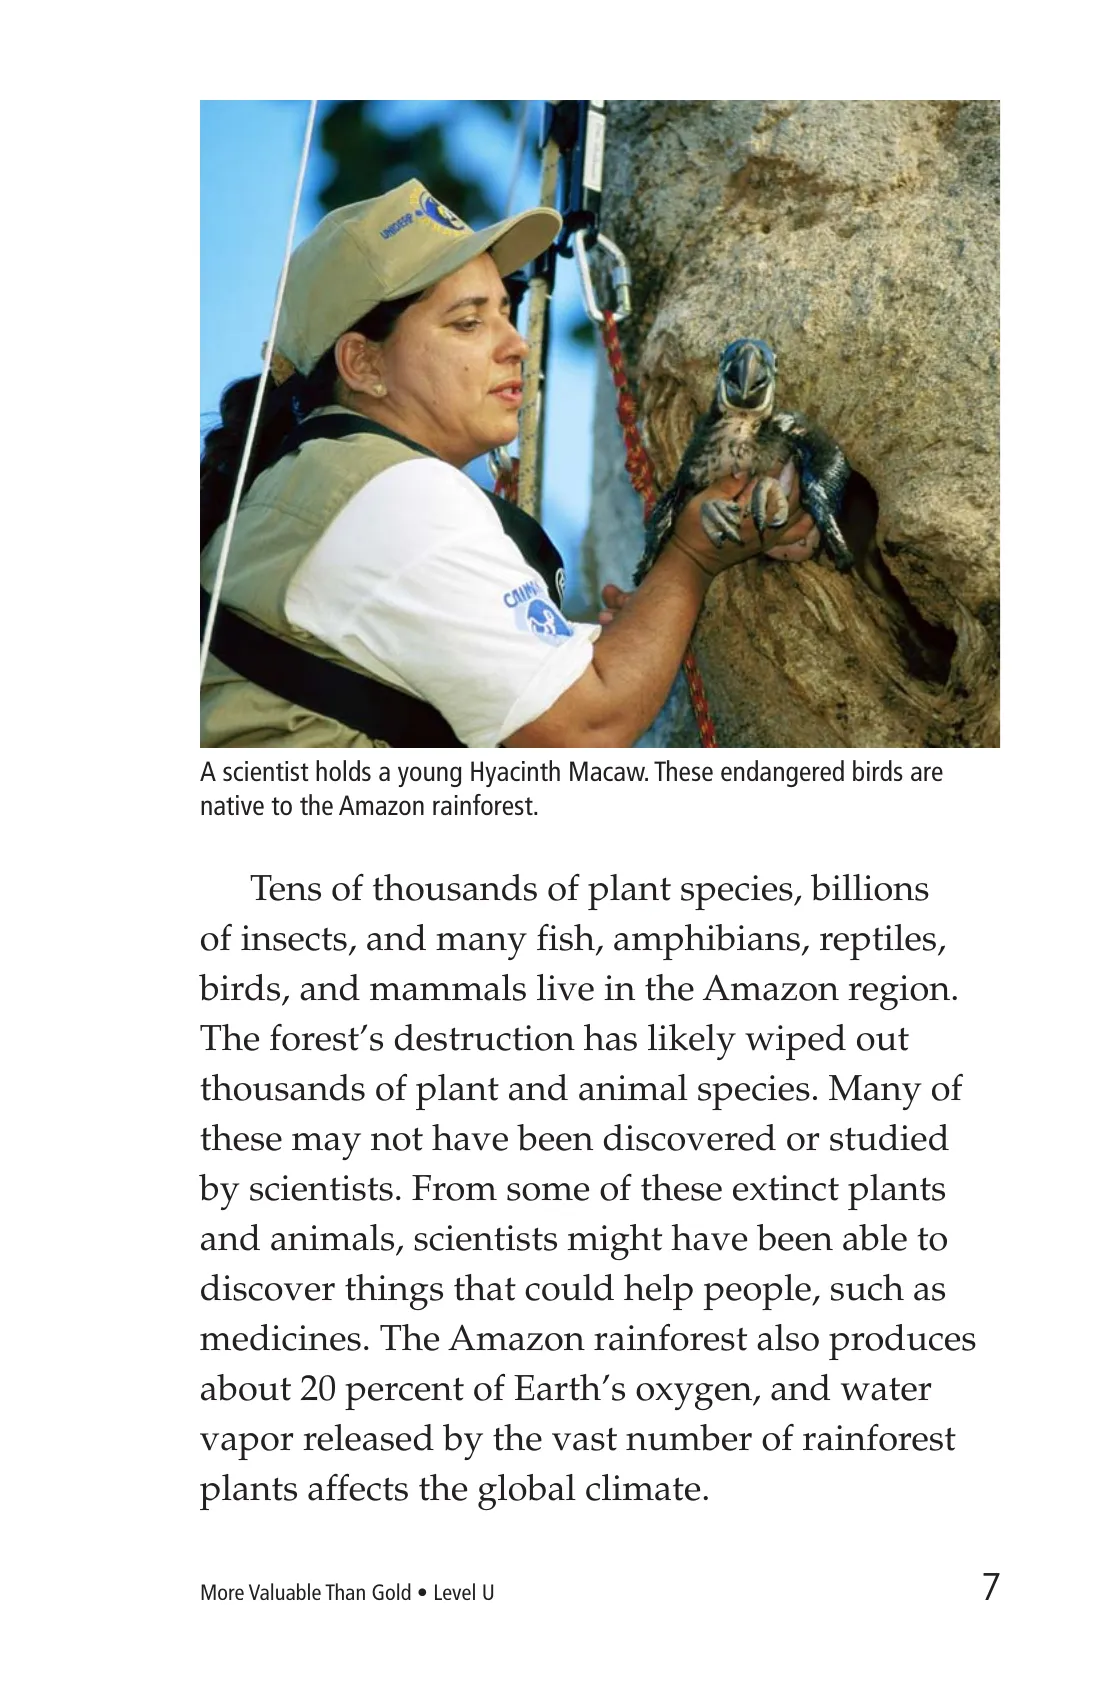 UNIDERP
CAIMAN
A scientist holds a young Hyacinth Macaw. These endangered birds are
native to the Amazon rainforest.
Tens of thousands of plant species, billions
of insects, and many fish, amphibians, reptiles,
birds, and mammals live in the Amazon region.
The forest’s destruction has likely wiped out
thousands of plant and animal species. Many of
these may not have been discovered or studied
by scientists. From some of these extinct plants
and animals, scientists might have been able to
discover things that could help people, such as
medicines. The Amazon rainforest also produces
about 20 percent of Earth’s oxygen, and water
vapor released by the vast number of rainforest
plants affects the global climate.
More Valuable Than Gold • Level U
7